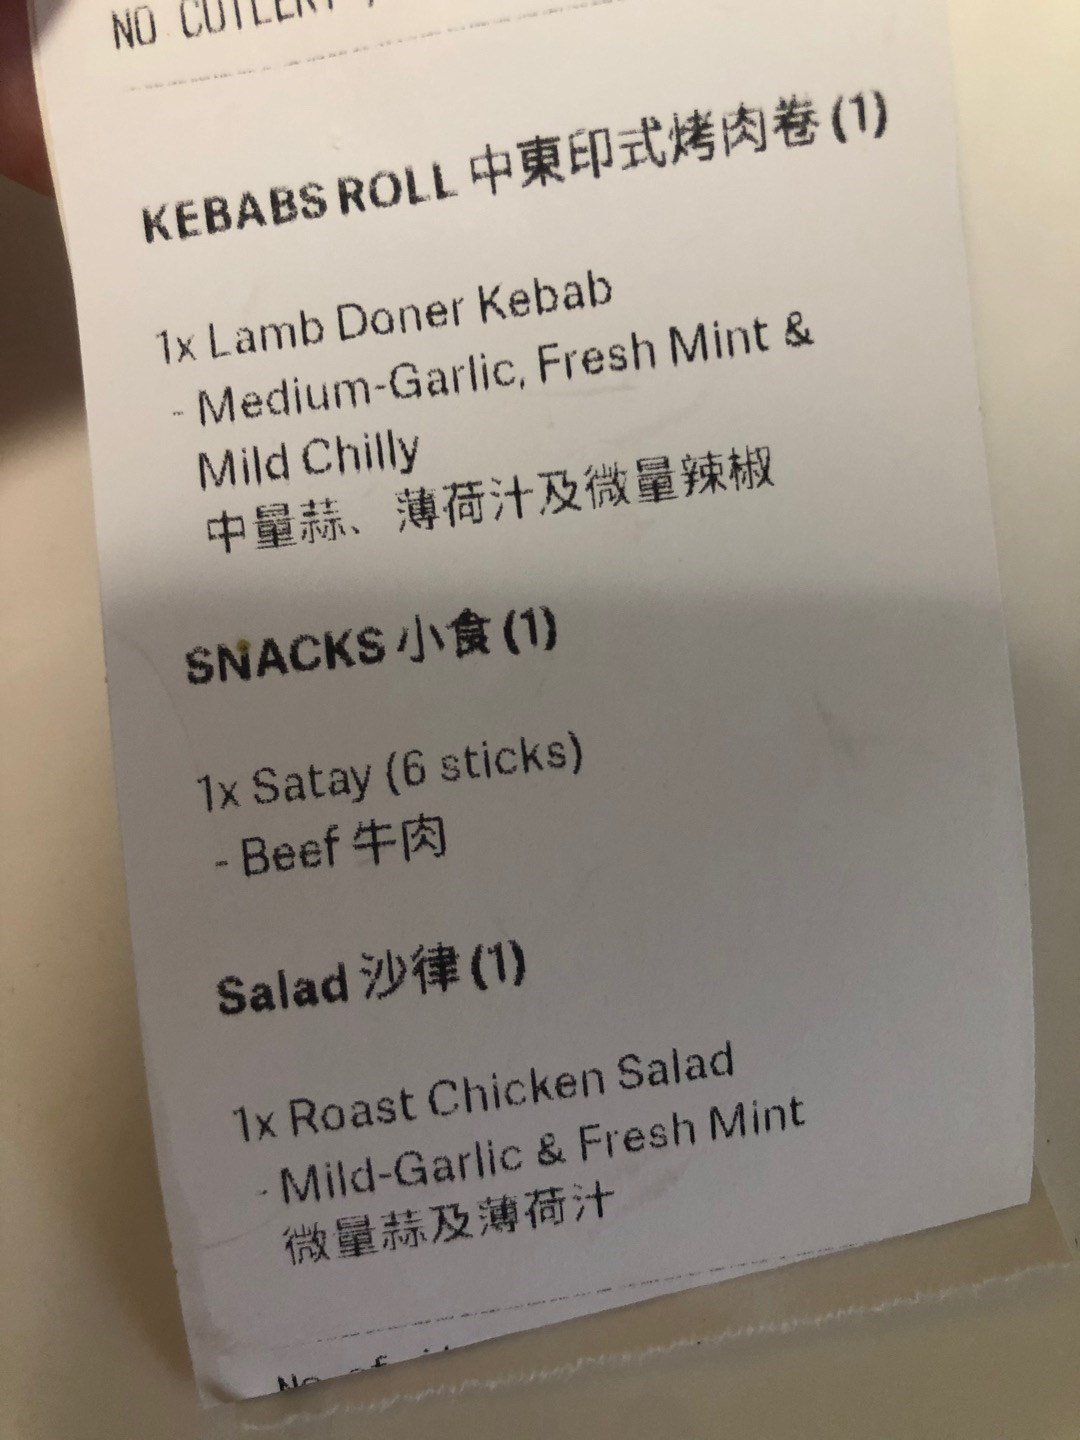 NO CUTLERY
KEBABS ROLL 中東印式烤肉卷 (1)
1x Lamb Doner Kebab
- Medium-Garlic, Fresh Mint &
Mild Chilly
中量蒜、薄荷汁及微量辣椒
SNACKS 小食 (1)
1x Satay (6 sticks)
- Beef 牛肉
Salad 沙律 (1)
1x Roast Chicken Salad
- Mild-Garlic & Fresh Mint
微量蒜及薄荷汁